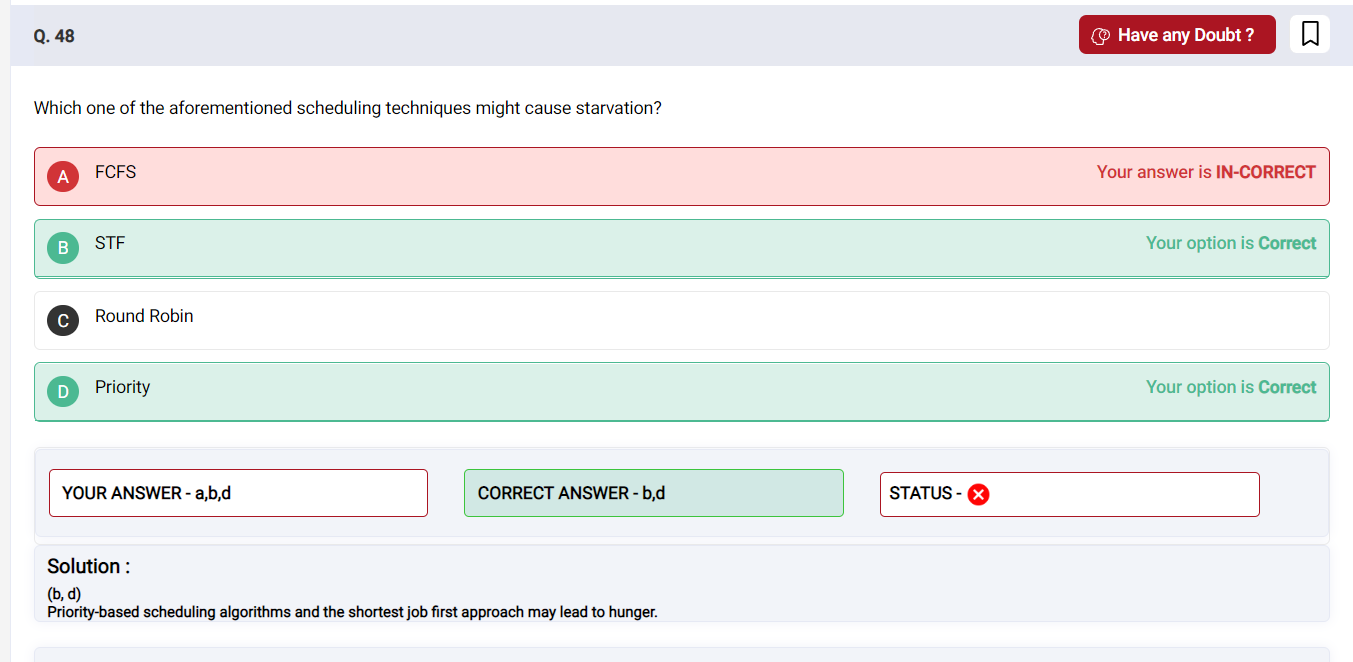 Q. 48
Have any Doubt ?
Which one of the aforementioned scheduling techniques might cause starvation?
A FCFS Your answer is IN-CORRECT
B STF Your option is Correct
C Round Robin
D Priority Your option is Correct
YOUR ANSWER - a,b,d CORRECT ANSWER - b,d STATUS -
Solution :
(b, d)
Priority-based scheduling algorithms and the shortest job first approach may lead to hunger.